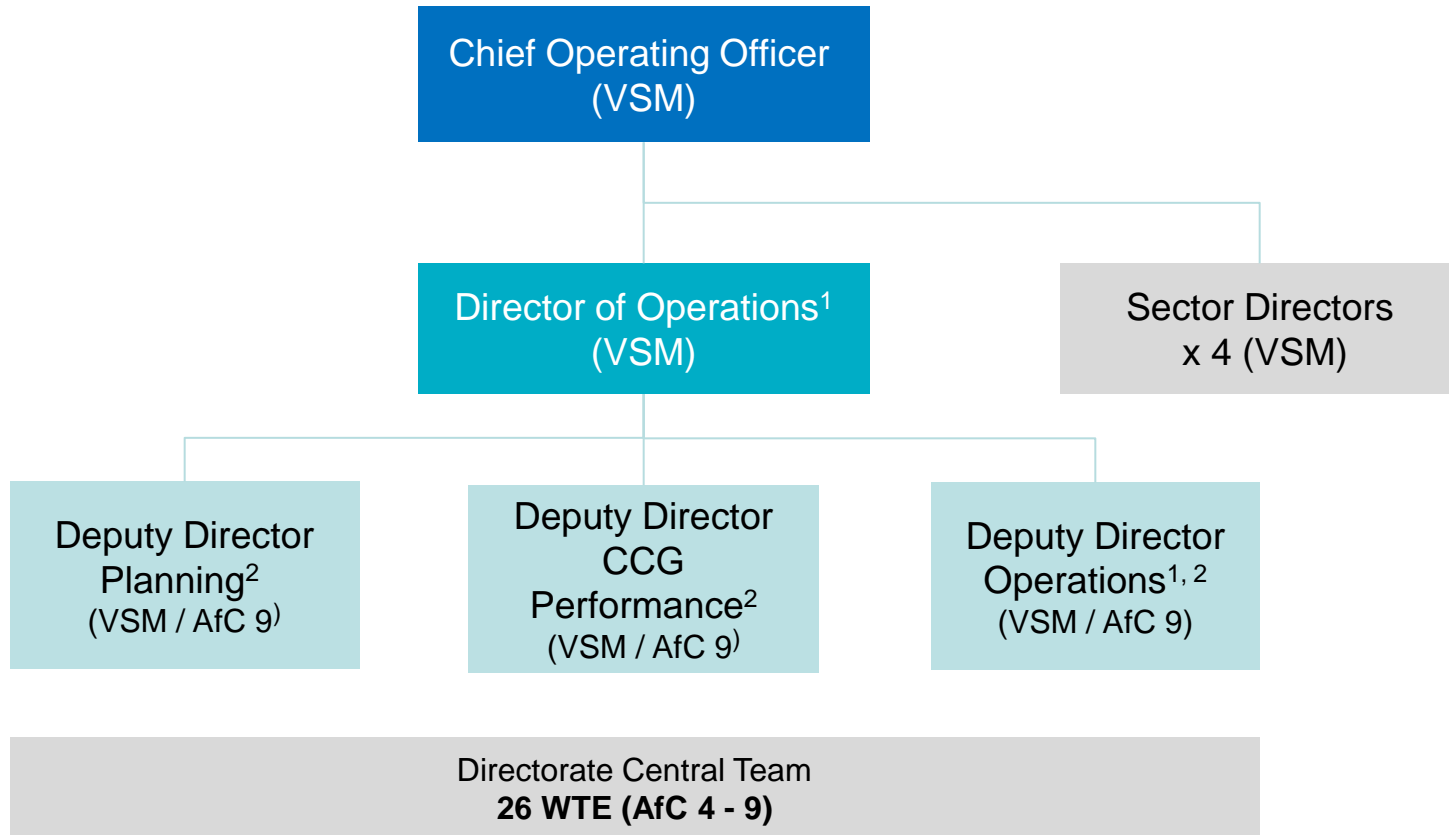 Chief Operating Officer
(VSM)
Director of Operations¹
(VSM)
Sector Directors
x 4 (VSM)
Deputy Director
Planning²
(VSM / AfC 9⁾
Deputy Director
CCG
Performance²
(VSM / AfC 9⁾
Deputy Director
Operations¹, ²
(VSM / AfC 9)
Directorate Central Team
26 WTE (AfC 4 - 9)